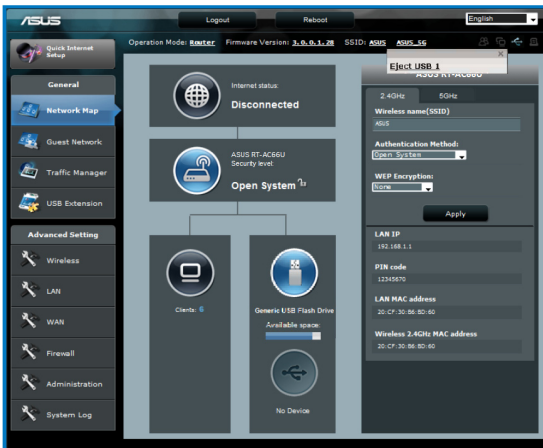 ASUS
Logout
Reboot
English
Quick Internet
Setup
Operation Mode: Router Firmware Version: 3.0.0.1.28 SSID: ASUS ASUS_5G
Eject USB 1
General
Network Map
Guest Network
Traffic Manager
USB Extension
Advanced Setting
Wireless
LAN
WAN
Firewall
Administration
System Log
Internet status:
Disconnected
ASUS RT-AC66U
Security level:
Open System
Clients: 6
Generic USB Flash Drive
Available space:
No Device
ASUS RT-AC66U
2.4GHz 5GHz
Wireless name(SSID)
ASUS
Authentication Method:
Open System
WEP Encryption:
None
Apply
LAN IP
192.168.1.1
PIN code
12345670
LAN MAC address
20:CF:30:B6:BD:60
Wireless 2.4GHz MAC address
20:CF:30:B6:BD:60